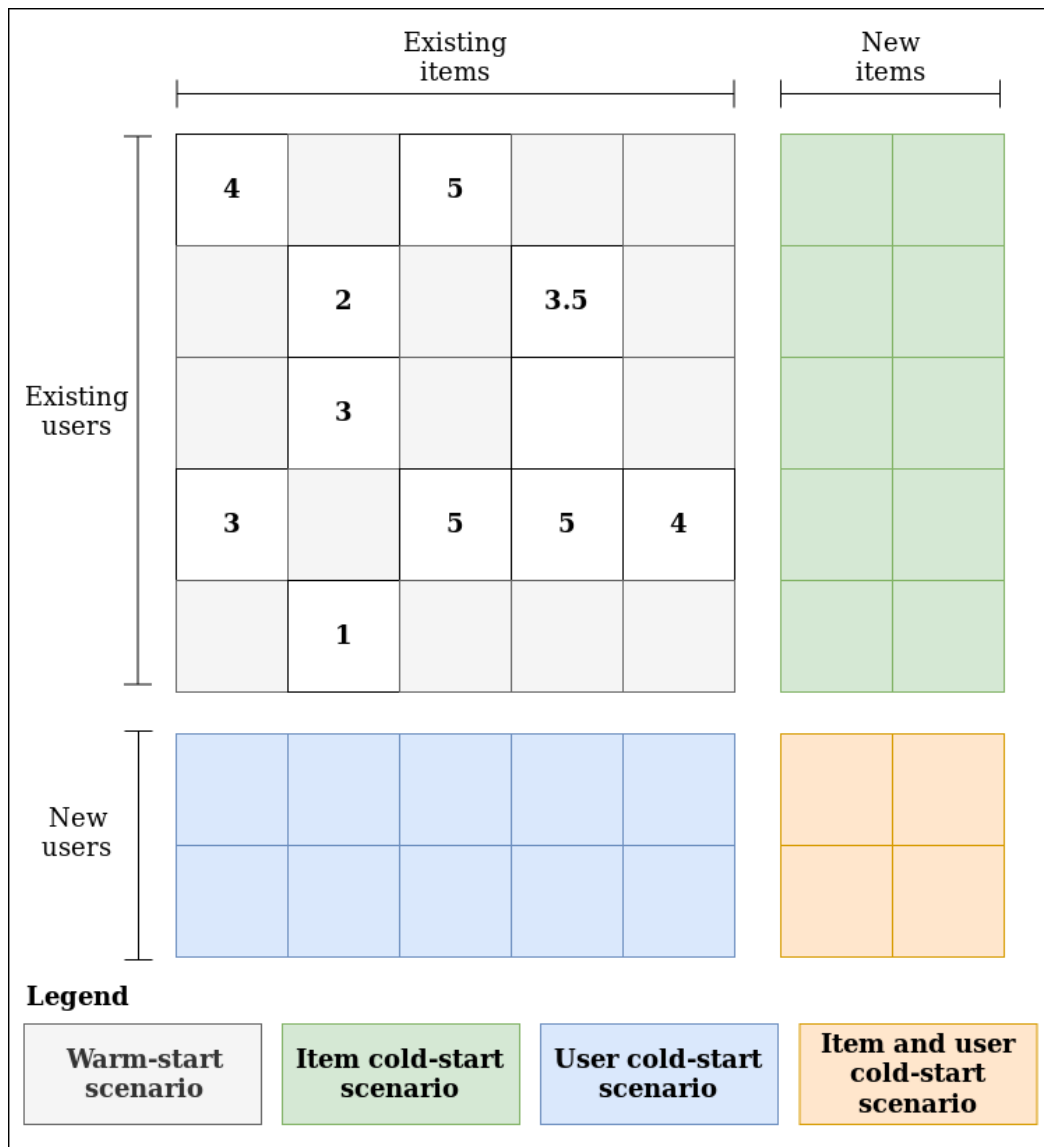 Existing
items
New
items
4 5
2 3.5
Existing
users
3
3 5 5 4
1
New
users
Legend
Warm-start
scenario
Item cold-start
scenario
User cold-start
scenario
Item and user
cold-start
scenario